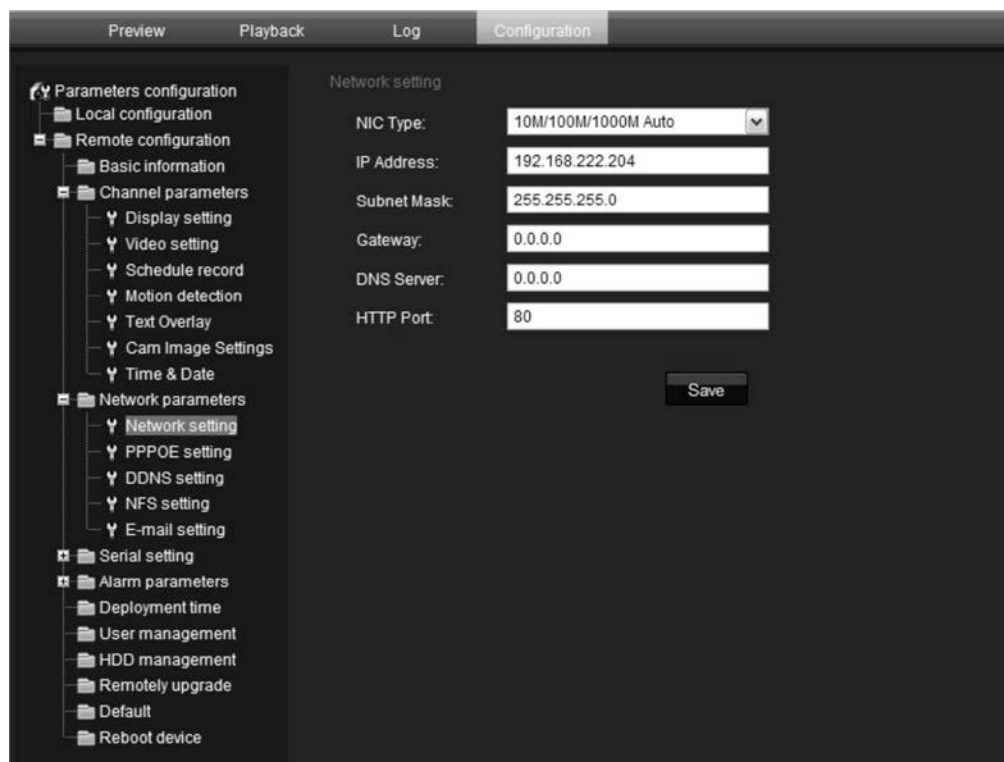 Preview Playback Log Configuration
Parameters configuration
Local configuration
Remote configuration
Basic information
Channel parameters
Display setting
Video setting
Schedule record
Motion detection
Text Overlay
Cam Image Settings
Time & Date
Network parameters
Network setting
PPPOE setting
DDNS setting
NFS setting
E-mail setting
Serial setting
Alarm parameters
Deployment time
User management
HDD management
Remotely upgrade
Default
Reboot device
Network setting
NIC Type: 10M/100M/1000M Auto
IP Address: 192.168.222.204
Subnet Mask: 255.255.255.0
Gateway: 0.0.0.0
DNS Server: 0.0.0.0
HTTP Port: 80
Save